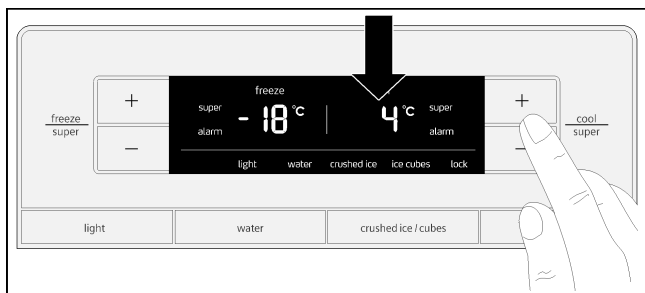 freeze
super
+
−
super
alarm
freeze
-18°C
4°C
super
alarm
light water crushed ice ice cubes lock
+
−
cool
super
light water crushed ice / cubes